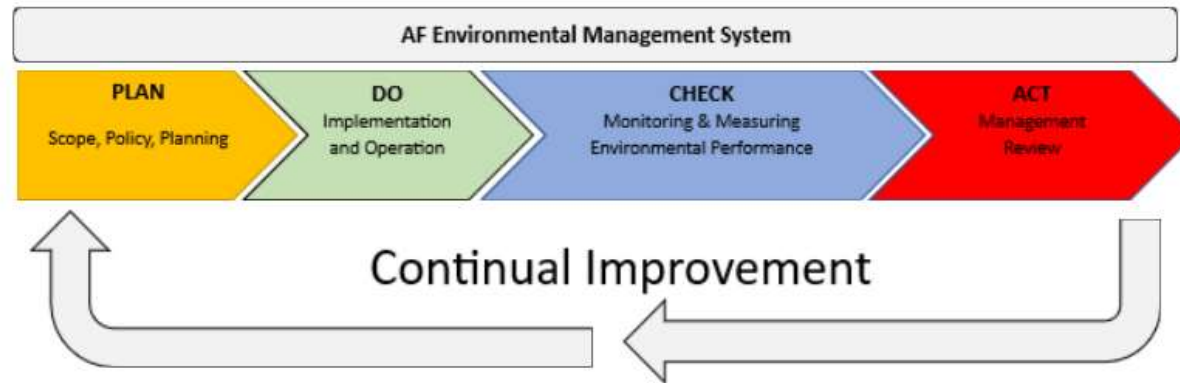 AF Environmental Management System
PLAN
Scope, Policy, Planning
DO
Implementation
and Operation
CHECK
Monitoring & Measuring
Environmental Performance
ACT
Management
Review
Continual Improvement